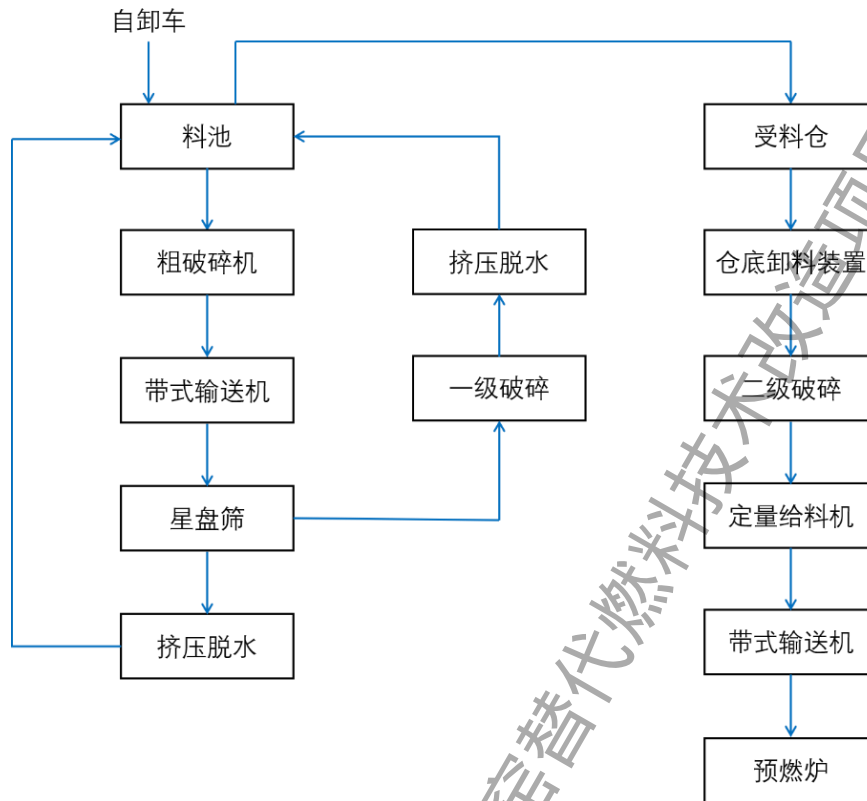 自卸车
料池
受料仓
粗破碎机
挤压脱水
仓底卸料装置
带式输送机
一级破碎
二级破碎
星盘筛
定量给料机
挤压脱水
带式输送机
预燃炉
窑替代燃料技术改造项